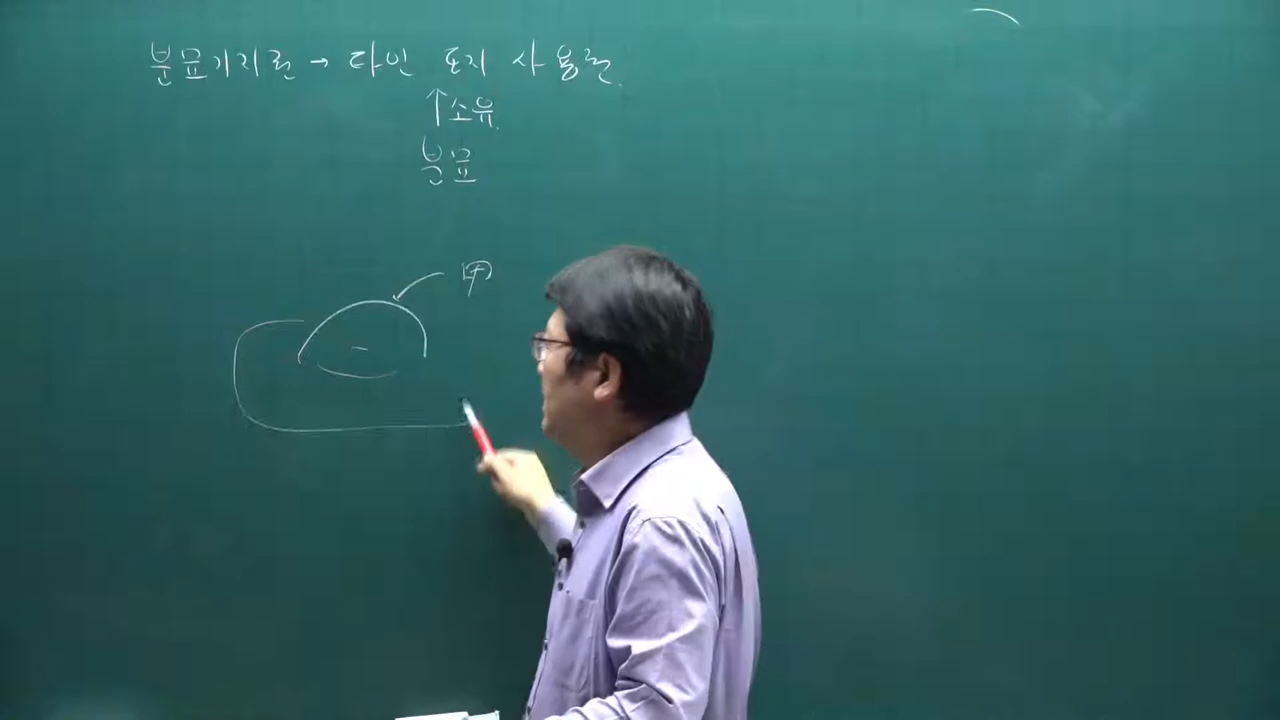 분묘기지권 → 타인 토지 사용권.
↑소유.
분묘
甲